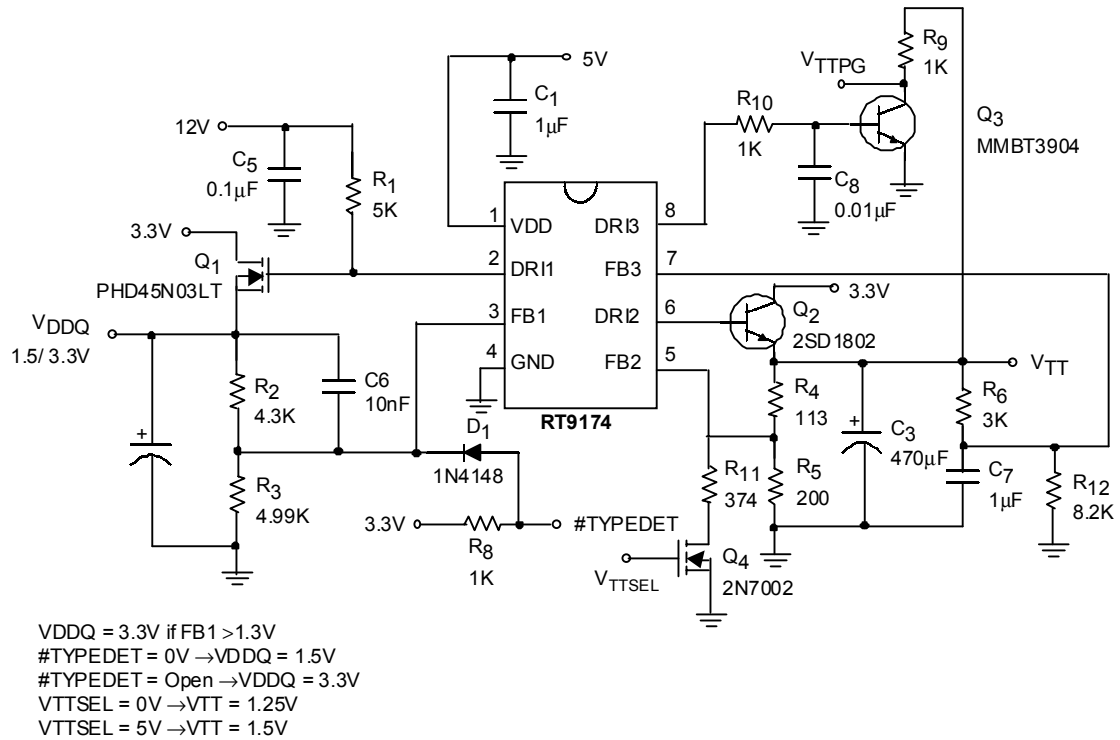 5V
C1
1μF
12V
C5
0.1μF
R1
5K
3.3V
Q1
PHD45N03LT
VDDQ
1.5/ 3.3V
+
R2
4.3K
C6
10nF
R3
4.99K
D1
1N4148
3.3V
R8
1K
#TYPEDET
1
VDD
2
DRI1
3
FB1
4
GND
8
DRI3
7
FB3
6
DRI2
5
FB2
RT9174
VTTPG
R9
1K
R10
1K
C8
0.01μF
Q3
MMBT3904
3.3V
Q2
2SD1802
VTT
R4
113
R5
200
+
C3
470μF
R6
3K
C7
1μF
R12
8.2K
R11
374
VTTSEL
Q4
2N7002
VDDQ = 3.3V if FB1 >1.3V
#TYPEDET = 0V →VDDQ = 1.5V
#TYPEDET = Open →VDDQ = 3.3V
VTTSEL = 0V →VTT = 1.25V
VTTSEL = 5V →VTT = 1.5V